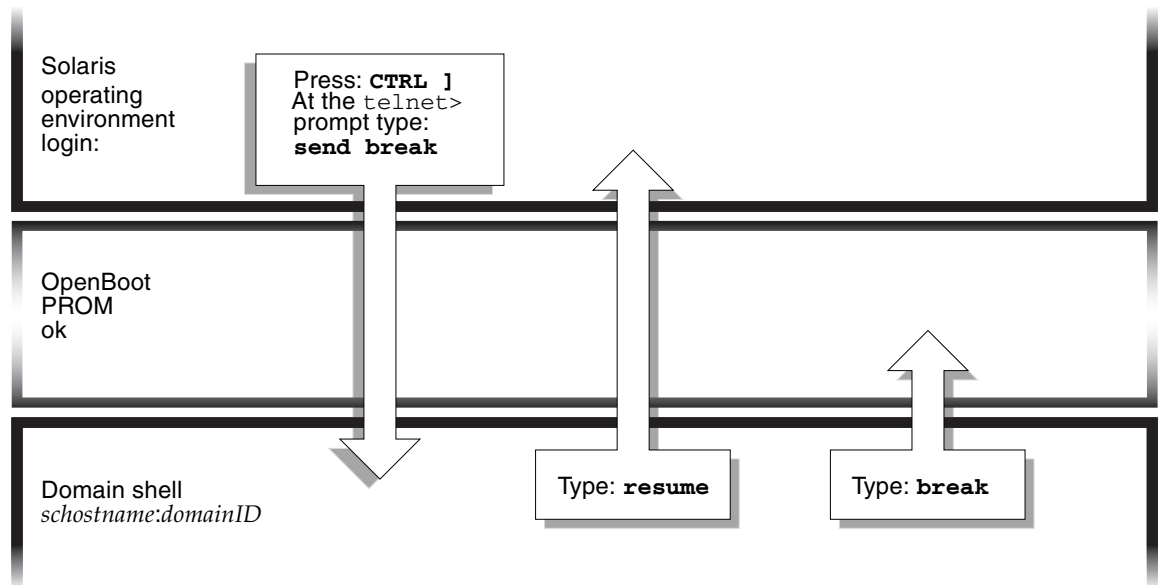 Solaris
operating
environment
login:
Press: CTRL ]
At the telnet>
prompt type:
send break
OpenBoot
PROM
ok
Domain shell
schostname:domainID
Type: resume
Type: break